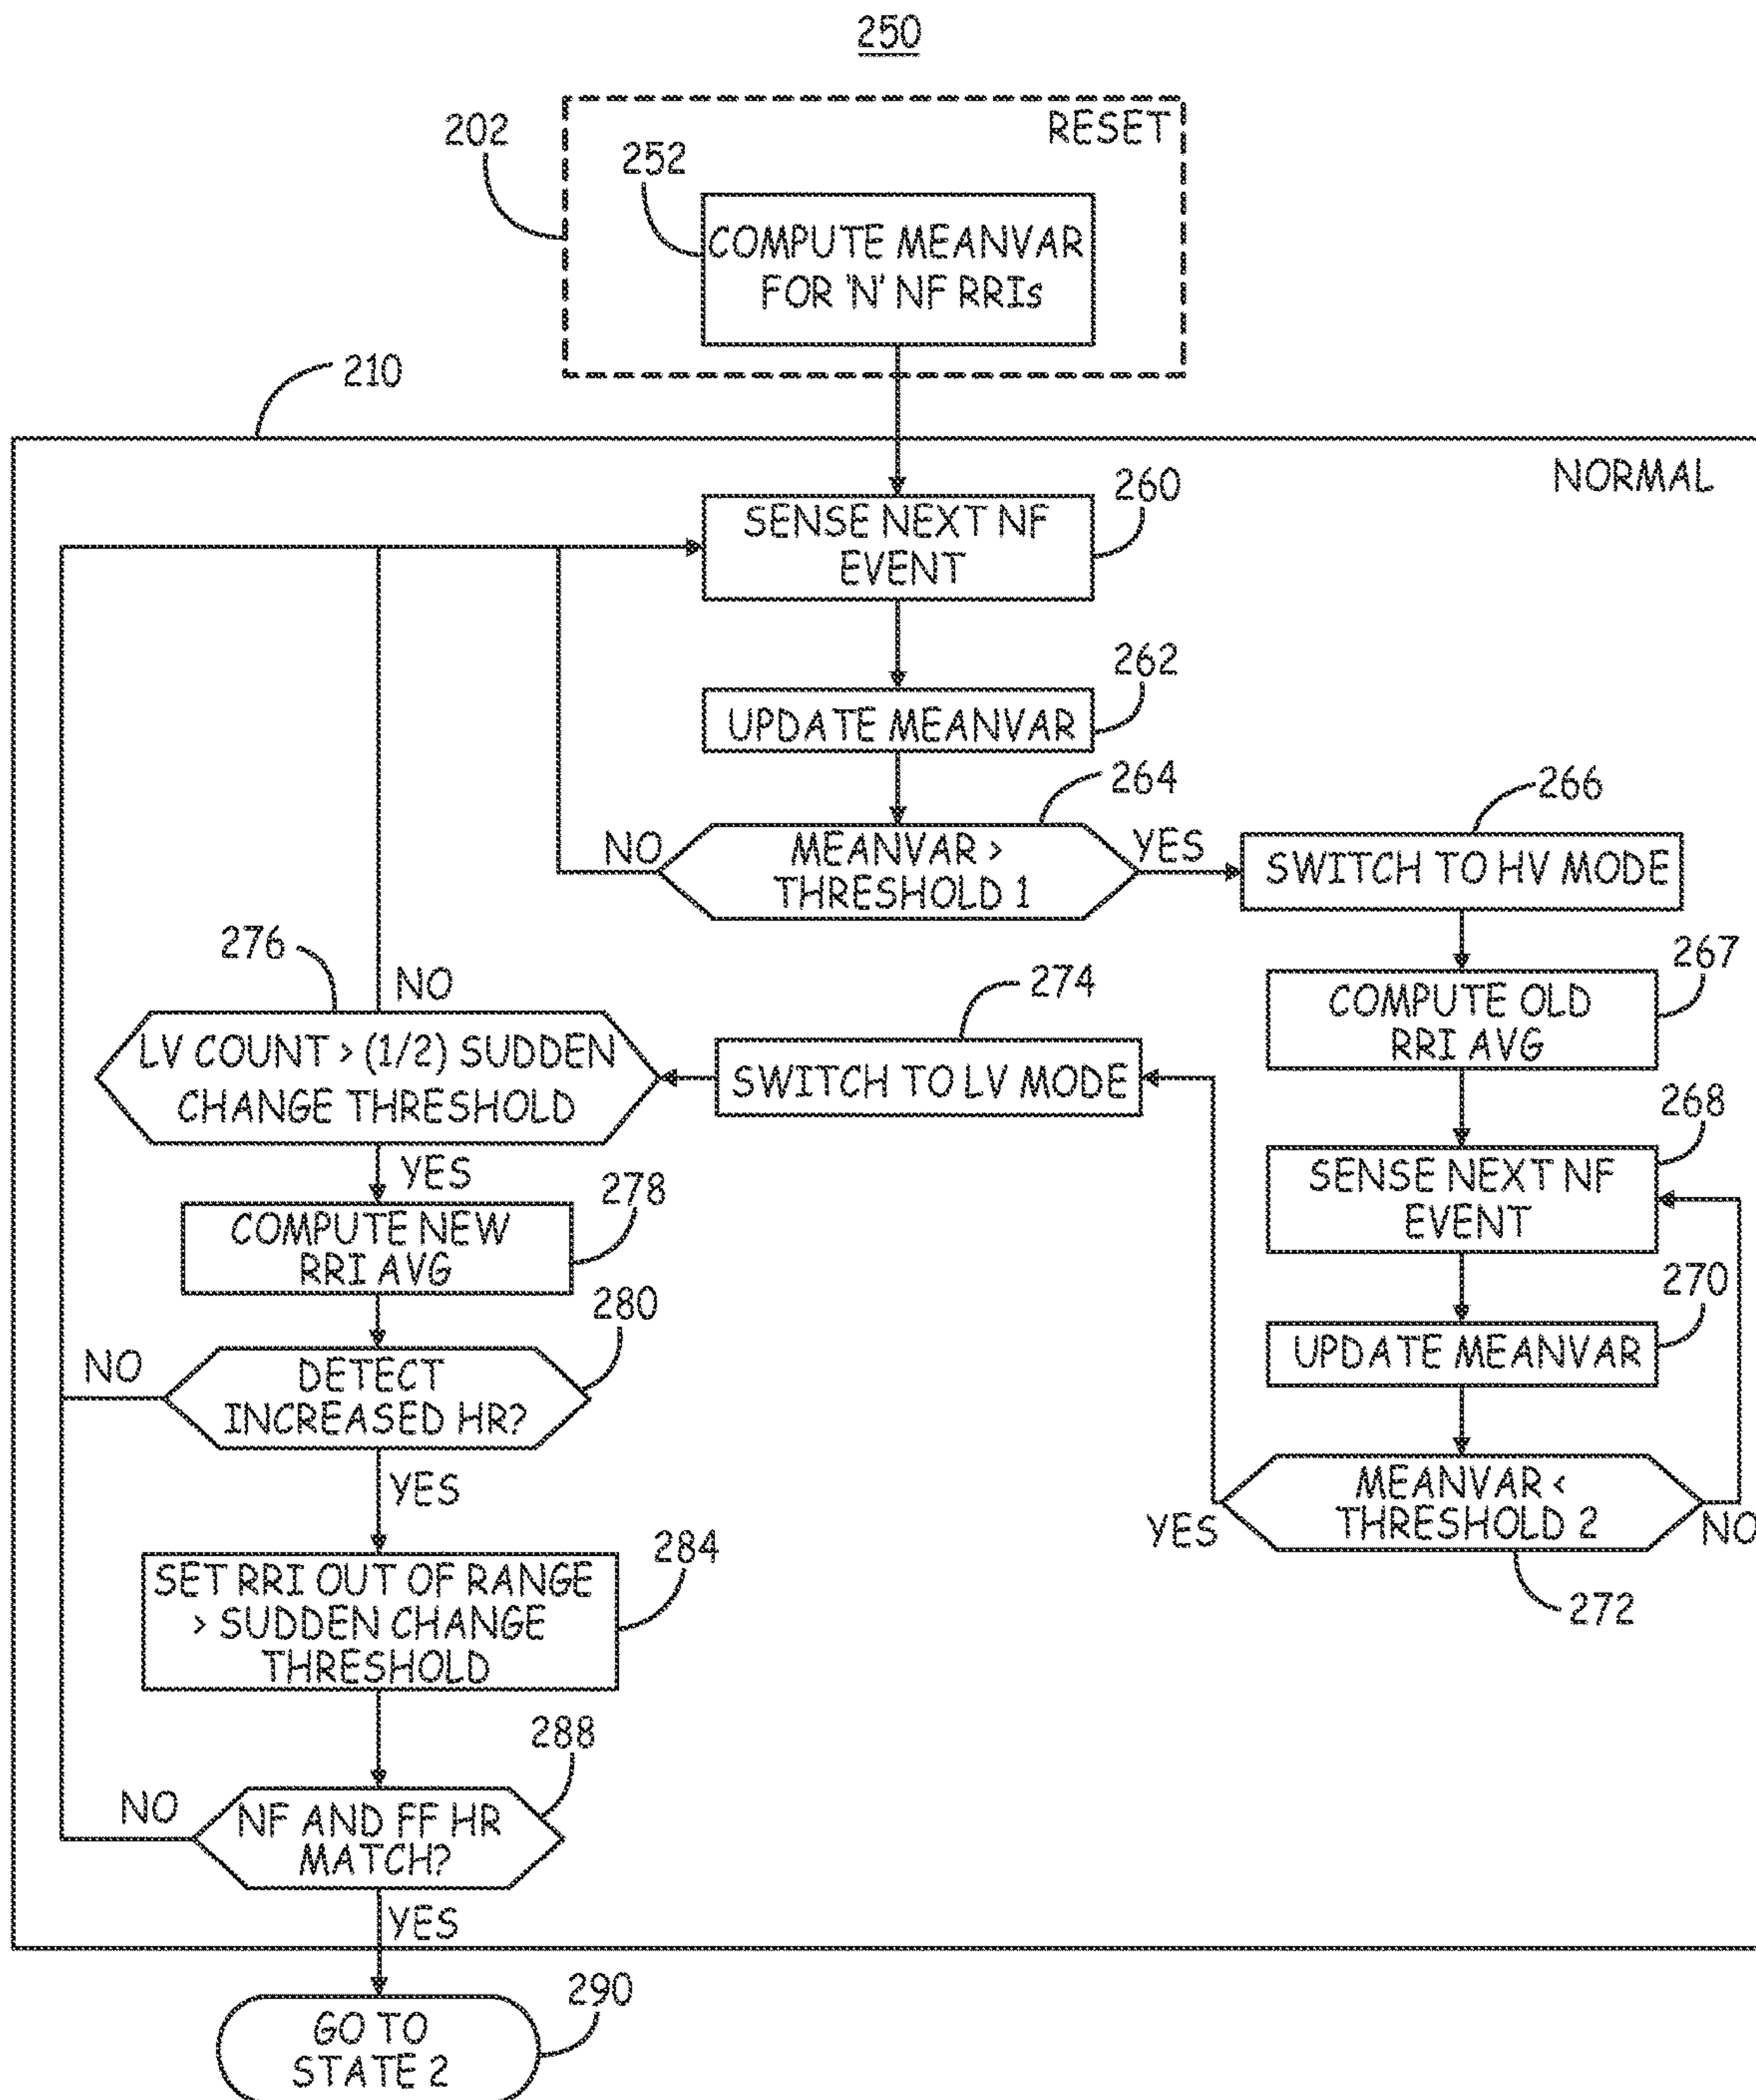 250
202
252
RESET
COMPUTE MEANVAR
FOR 'N' NF RRIs
210
NORMAL
260
SENSE NEXT NF
EVENT
262
UPDATE MEANVAR
264
NO
MEANVAR >
THRESHOLD 1
YES
266
SWITCH TO HV MODE
276
NO
LV COUNT > (1/2) SUDDEN
CHANGE THRESHOLD
274
SWITCH TO LV MODE
267
COMPUTE OLD
RRI AVG
YES
278
COMPUTE NEW
RRI AVG
268
SENSE NEXT NF
EVENT
280
NO
DETECT
INCREASED HR?
270
UPDATE MEANVAR
YES
YES
MEANVAR <
THRESHOLD 2
NO
272
284
SET RRI OUT OF RANGE
> SUDDEN CHANGE
THRESHOLD
288
NO
NF AND FF HR
MATCH?
YES
290
GO TO
STATE 2